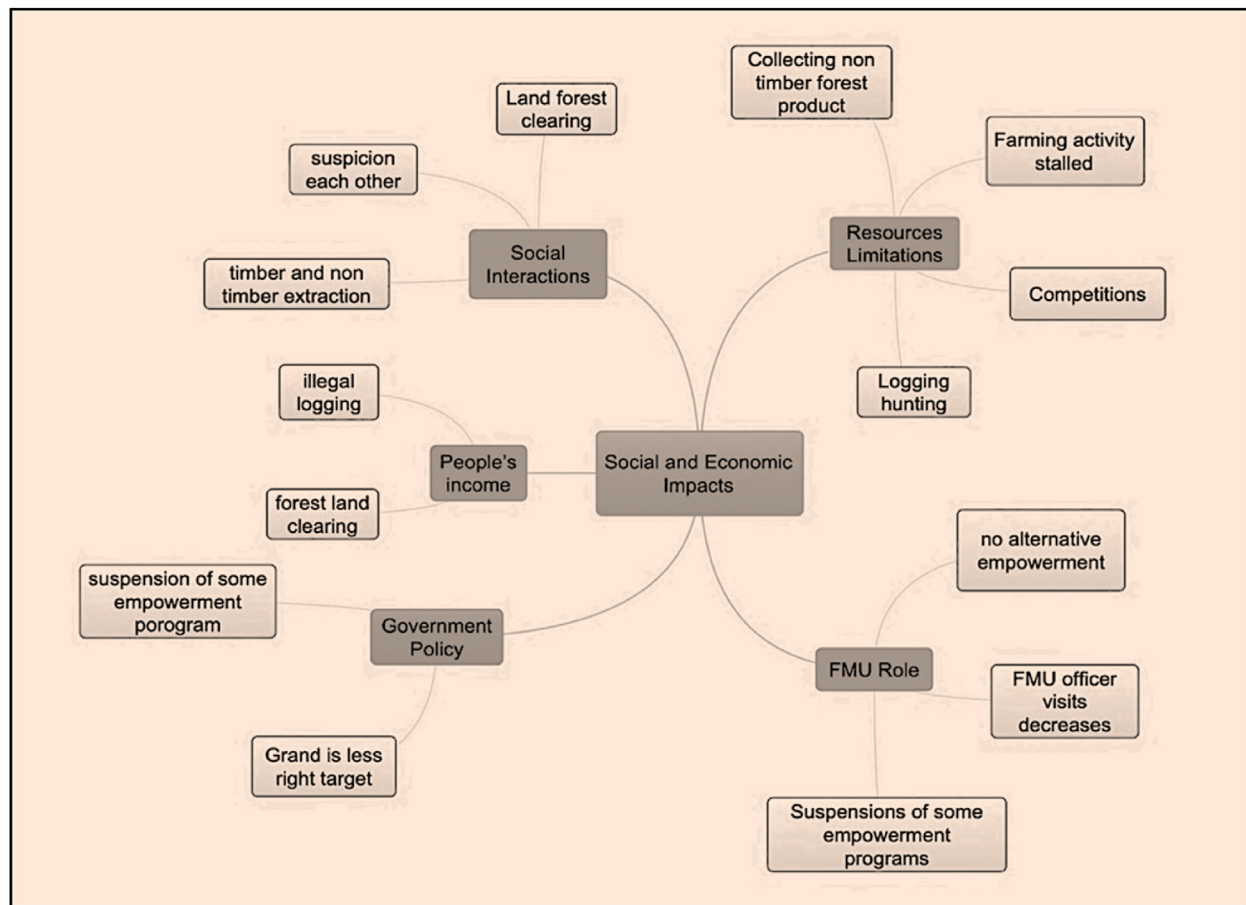 Collecting non
timber forest
product
Land forest
clearing
Farming activity
stalled
suspicion
each other
Social
Interactions
Resources
Limitations
timber and non
timber extraction
Competitions
illegal
logging
Logging
hunting
People's
income
Social and Economic
Impacts
forest land
clearing
no alternative
empowerment
suspension of some
empowerment
porogram
Government
Policy
FMU Role
FMU officer
visits
decreases
Grand is less
right target
Suspensions of some
empowerment
programs